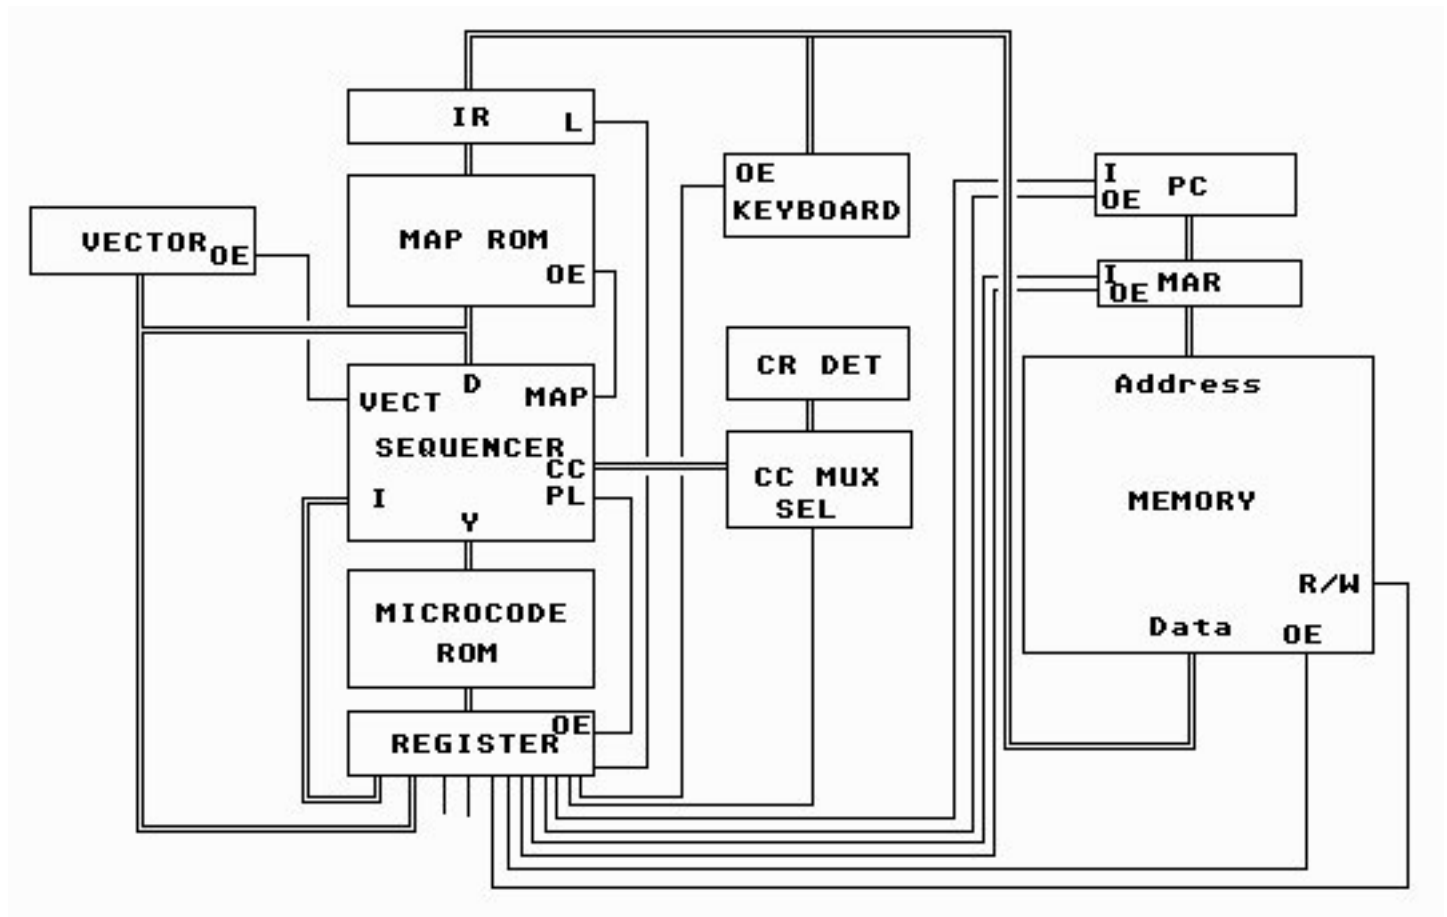 IR
L
OE
KEYBOARD
I
PC
OE
VECTOR
OE
MAP ROM
OE
I
MAR
OE
CR DET
D
VECT
MAP
Address
SEQUENCER
CC
I
PL
Y
CC MUX
SEL
MEMORY
R/W
Data
OE
MICROCODE
ROM
OE
REGISTER